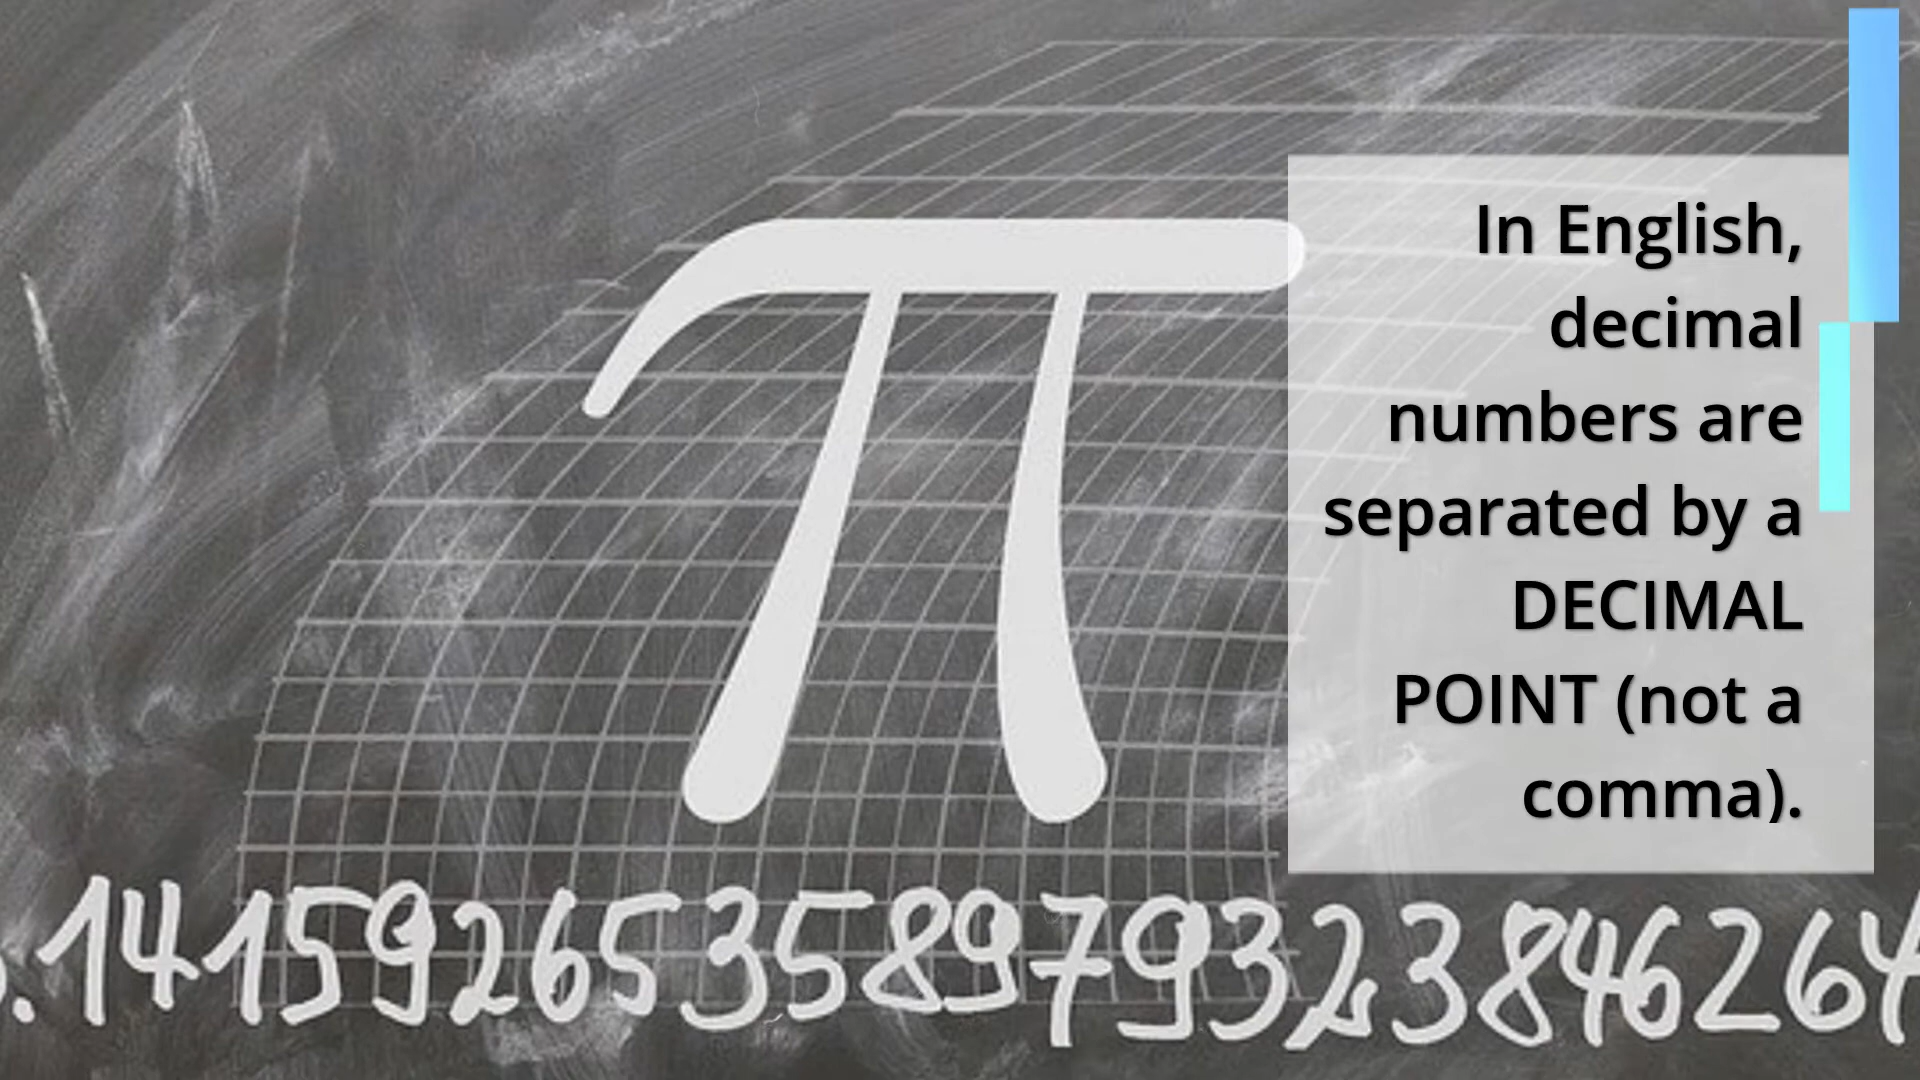 π
In English,
decimal
numbers are
separated by a
DECIMAL
POINT (not a
comma).
.14159265358979323846264